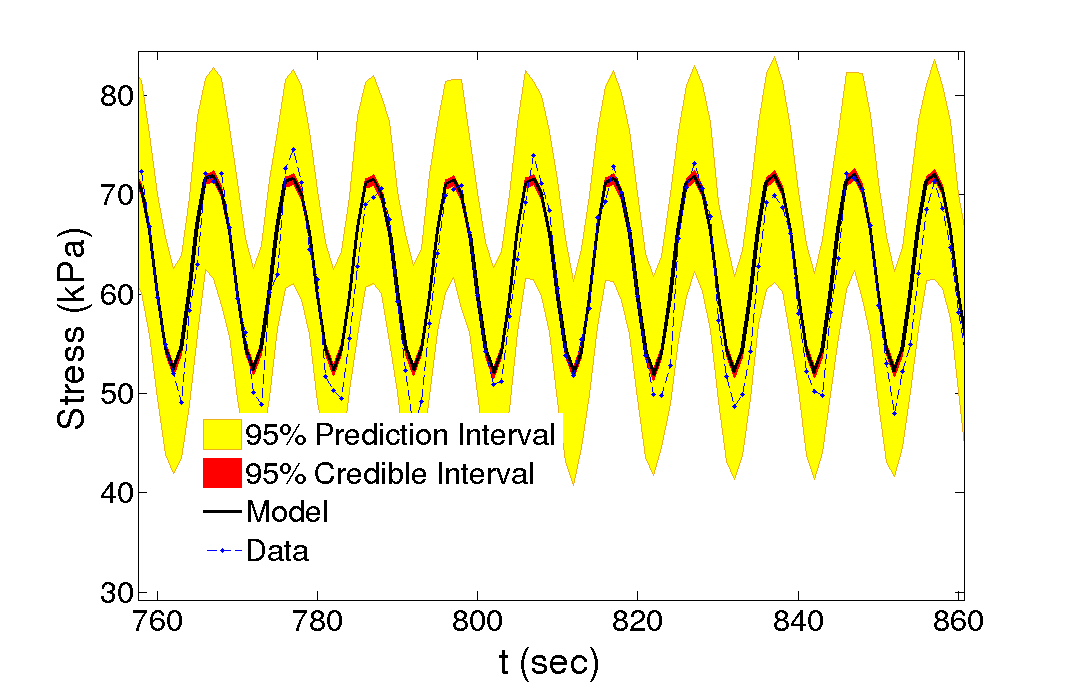 80
70
60
50
40
30
Stress (kPa)
95% Prediction Interval
95% Credible Interval
Model
Data
760 780 800 820 840 860
t (sec)